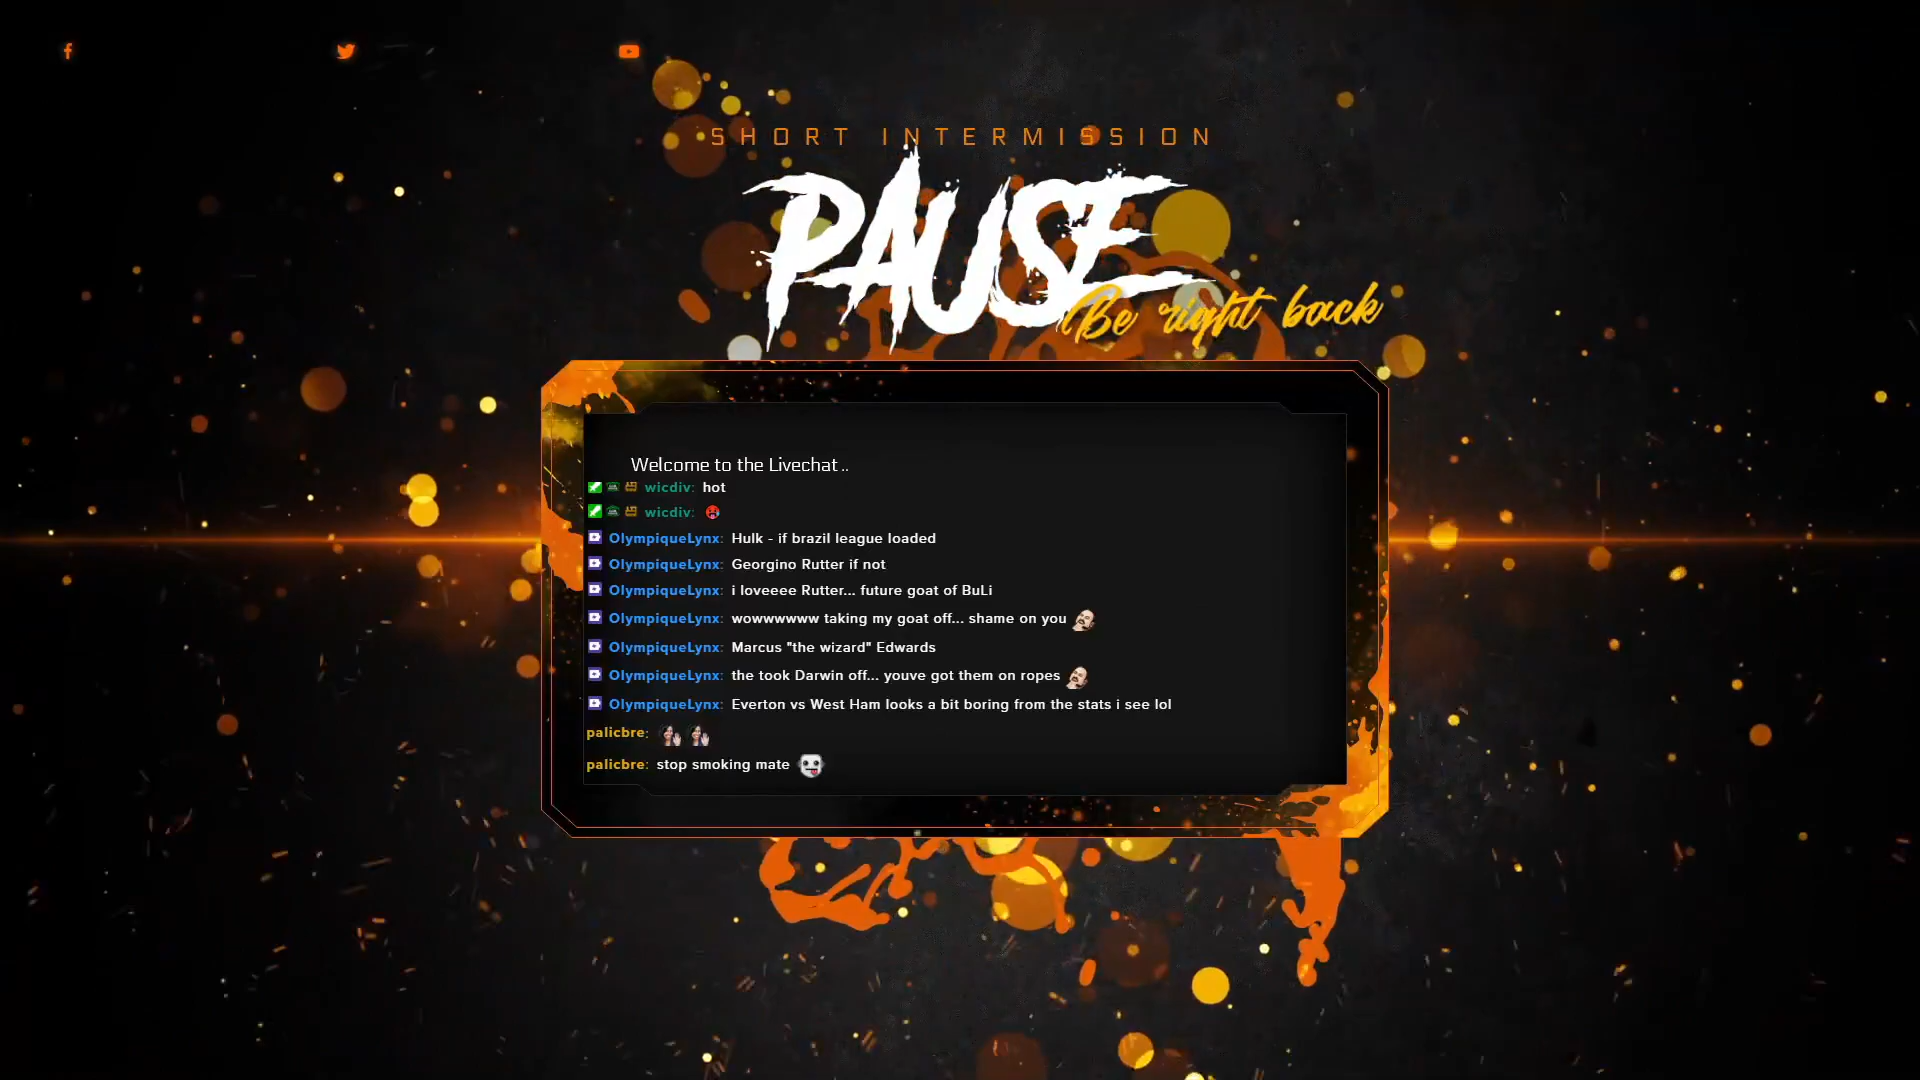 SHORT INTERMISSION
PAUSE
Be right back
Welcome to the Livechat ..
wicdiv: hot
wicdiv:
OlympiqueLynx: Hulk - if brazil league loaded
OlympiqueLynx: Georgino Rutter if not
OlympiqueLynx: i loveeee Rutter... future goat of BuLi
OlympiqueLynx: wowwwwww taking my goat off... shame on you
OlympiqueLynx: Marcus "the wizard" Edwards
OlympiqueLynx: the took Darwin off... youve got them on ropes
OlympiqueLynx: Everton vs West Ham looks a bit boring from the stats i see lol
palicbre:
palicbre: stop smoking mate